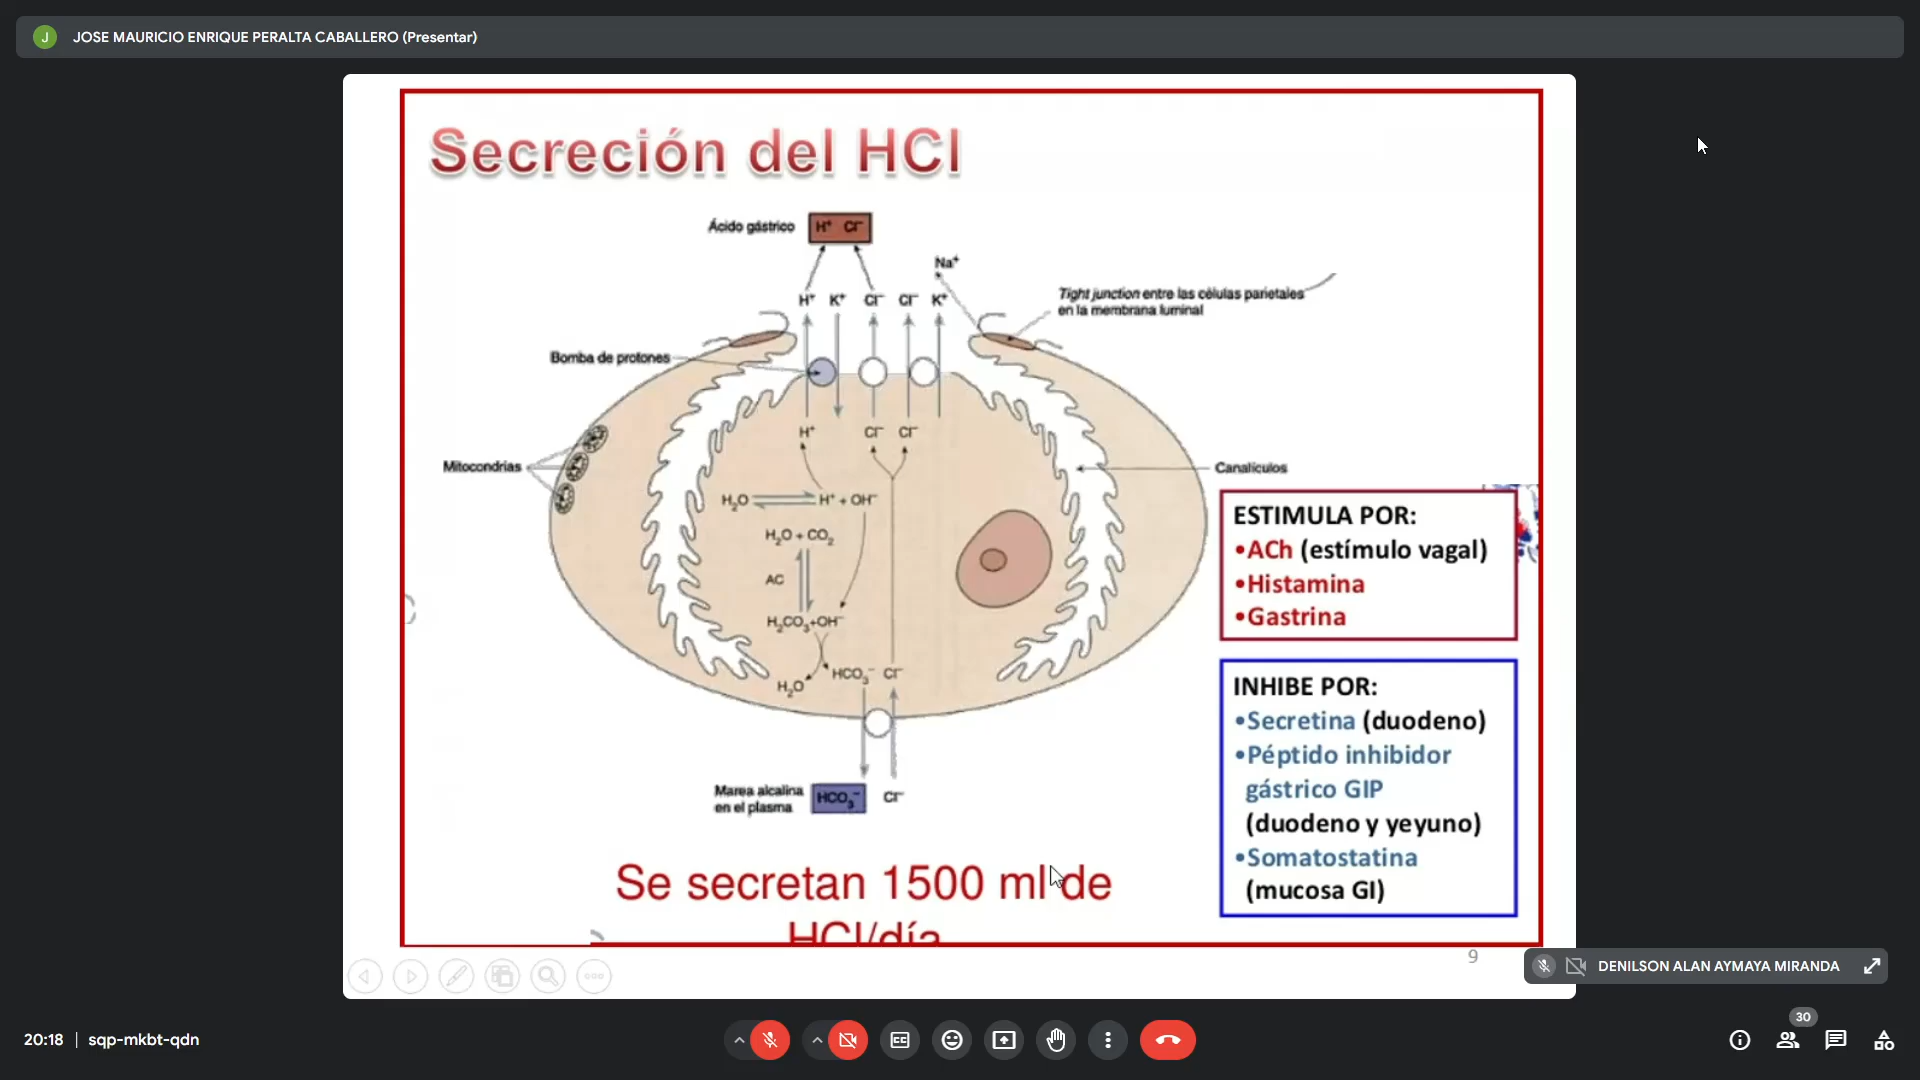 J JOSE MAURICIO ENRIQUE PERALTA CABALLERO (Presentar)
Secreción del HCl
Ácido gástrico H⁺ Cl⁻
Na⁺
H⁺ K⁺ Cl⁻ Cl⁻ K⁺
Tight junction entre las células parietales
en la membrana luminal
Bomba de protones
H⁺ Cl⁻ Cl⁻
Mitocondrias
Canalículos
H₂O H⁺ + OH⁻
H₂O + CO₂
AC
H₂CO₃+OH⁻
HCO₃⁻ Cl⁻
H₂O
Marea alcalina
en el plasma
HCO₃⁻ Cl⁻
ESTIMULA POR:
•ACh (estímulo vagal)
•Histamina
•Gastrina
INHIBE POR:
•Secretina (duodeno)
•Péptido inhibidor
gástrico GIP
(duodeno y yeyuno)
•Somatostatina
(mucosa GI)
Se secretan 1500 ml de
HCl/día
9
DENILSON ALAN AYMAYA MIRANDA
20:18 | sqp-mkbt-qdn
CC
30